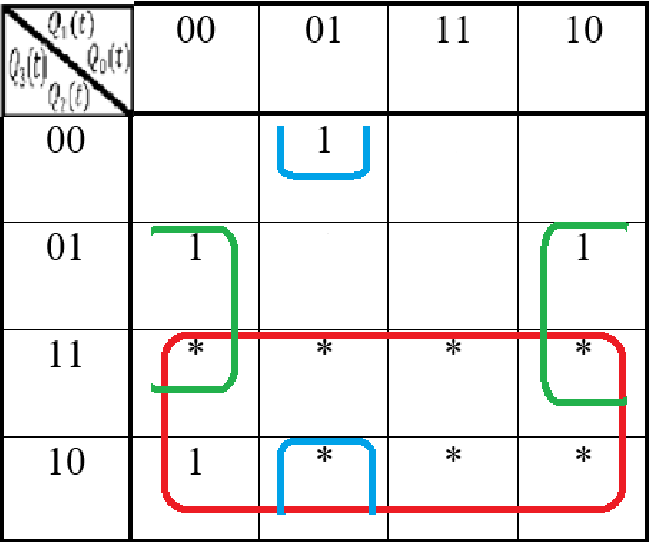 Q₁(t)
Q₀(t)
Q₃(t)
Q₂(t)
00 01 11 10
00 1
01 1 1
11 * * * *
10 1 * * *